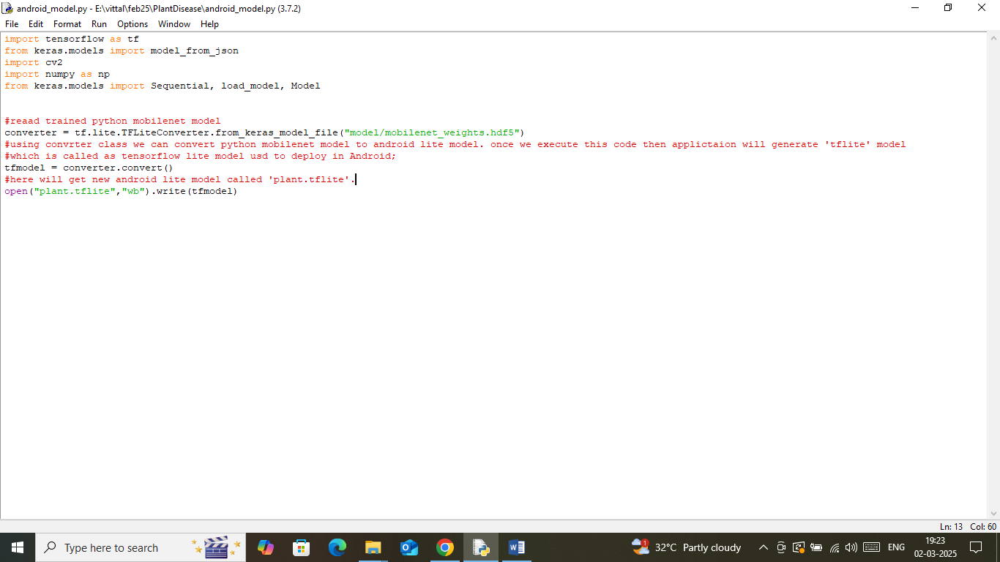 android_model.py - E:\vittal\feb25\PlantDisease\android_model.py (3.7.2)
File Edit Format Run Options Window Help
import tensorflow as tf
from keras.models import model_from_json
import cv2
import numpy as np
from keras.models import Sequential, load_model, Model
#reaad trained python mobilenet model
converter = tf.lite.TFLiteConverter.from_keras_model_file("model/mobilenet_weights.hdf5")
#using convrter class we can convert python mobilenet model to android lite model. once we execute this code then applictaion will generate 'tflite' model
#which is called as tensorflow lite model usd to deploy in Android;
tfmodel = converter.convert()
#here will get new android lite model called 'plant.tflite'.
open("plant.tflite","wb").write(tfmodel)
Ln: 13 Col: 60
Type here to search
1
32°C Partly cloudy
ENG
19:23
02-03-2025